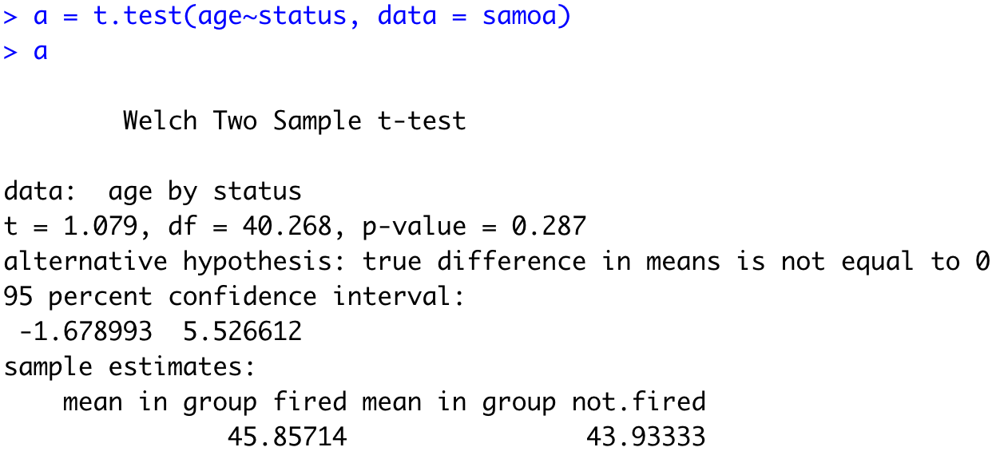 > a = t.test(age~status, data = samoa)
> a
Welch Two Sample t-test
data:  age by status
t = 1.079, df = 40.268, p-value = 0.287
alternative hypothesis: true difference in means is not equal to 0
95 percent confidence interval:
 -1.678993  5.526612
sample estimates:
    mean in group fired mean in group not.fired
               45.85714                43.93333